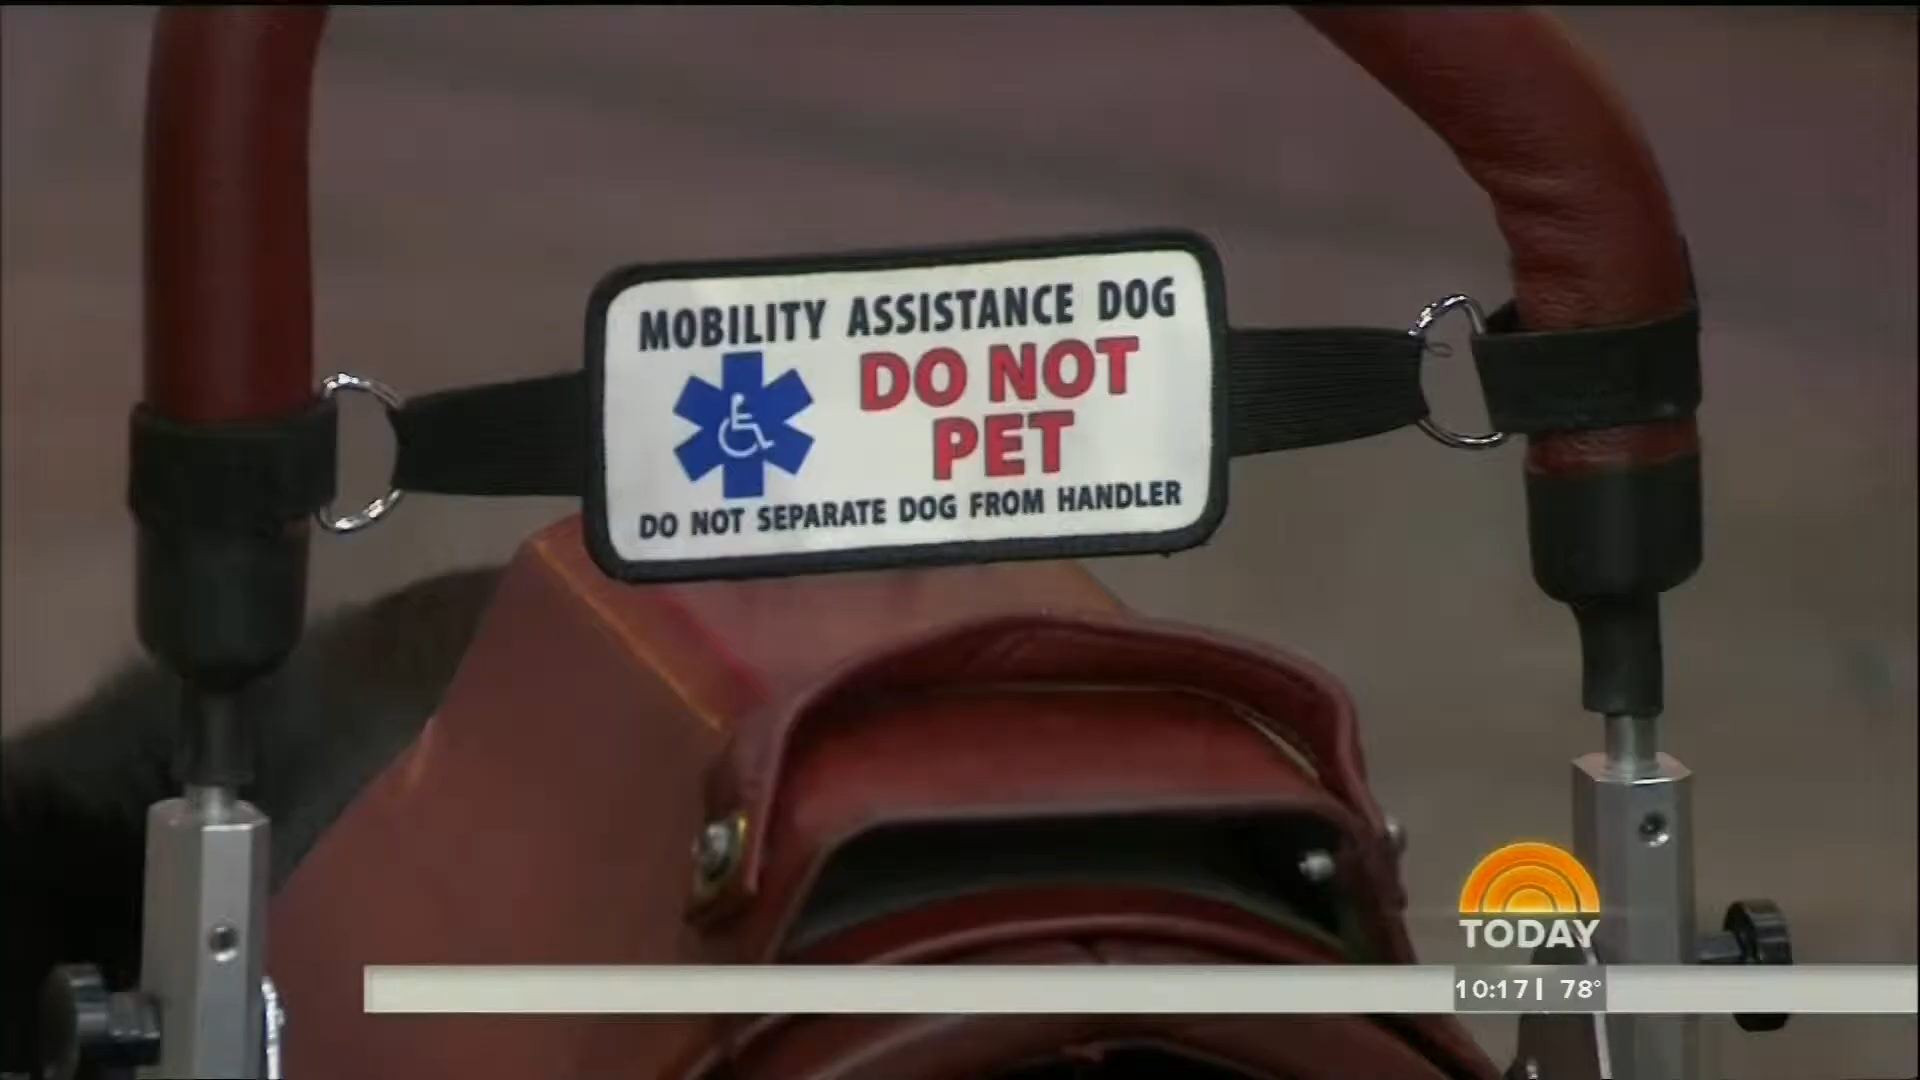 MOBILITY ASSISTANCE DOG
DO NOT
PET
DO NOT SEPARATE DOG FROM HANDLER
TODAY
10:17 | 78°